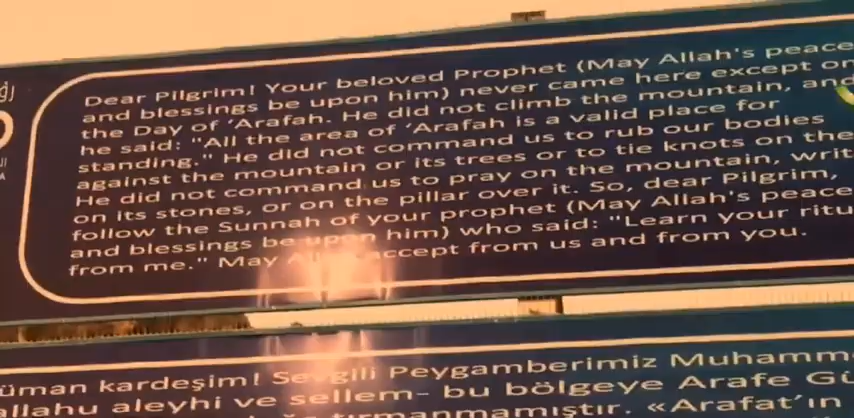 Dear Pilgrim! Your beloved Prophet (May Allah's peace
and blessings be upon him) never came here except on
the Day of ‘Arafah. He did not climb the mountain, and
he said: "All the area of ‘Arafah is a valid place for
standing." He did not command us to rub our bodies
against the mountain or its trees or to tie knots on the
He did not command us to pray on the mountain,
on its stones, or on the pillar over it. So, dear Pilgrim,
follow the Sunnah of your prophet (May Allah's peace
and blessings be upon him) who said: "Learn your
from me." May Allah accept from us and from you.
kardeşim! Sevgili Peygamberimiz
aleyhi ve sellem- bu bölgeye Arafe
tırmanmamıştır. «Arafat'ın